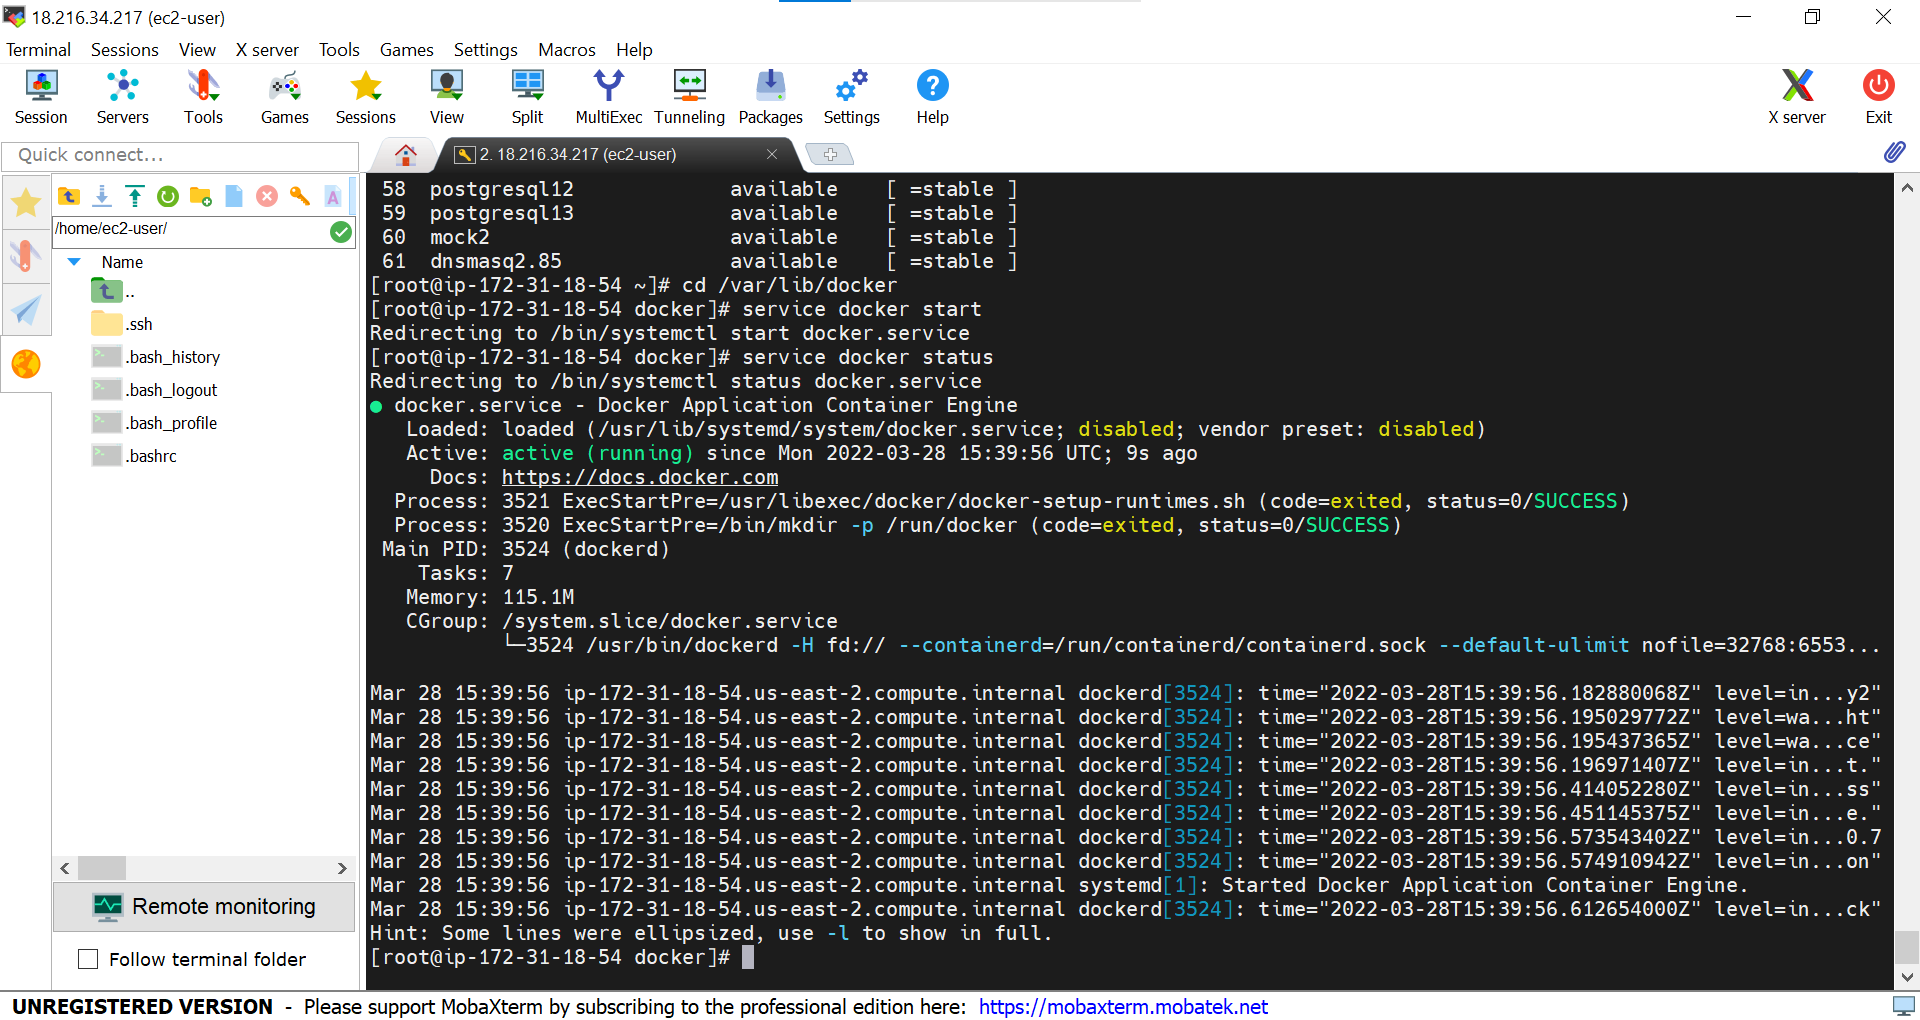 18.216.34.217 (ec2-user)
Terminal Sessions View X server Tools Games Settings Macros Help
Session Servers Tools Games Sessions View Split MultiExec Tunneling Packages Settings Help X server Exit
Quick connect...
2. 18.216.34.217 (ec2-user)
/home/ec2-user/
Name
..
.ssh
.bash_history
.bash_logout
.bash_profile
.bashrc
Remote monitoring
Follow terminal folder
58 postgresql12 available [ =stable ]
59 postgresql13 available [ =stable ]
60 mock2 available [ =stable ]
61 dnsmasq2.85 available [ =stable ]
[root@ip-172-31-18-54 ~]# cd /var/lib/docker
[root@ip-172-31-18-54 docker]# service docker start
Redirecting to /bin/systemctl start docker.service
[root@ip-172-31-18-54 docker]# service docker status
Redirecting to /bin/systemctl status docker.service
● docker.service - Docker Application Container Engine
Loaded: loaded (/usr/lib/systemd/system/docker.service; disabled; vendor preset: disabled)
Active: active (running) since Mon 2022-03-28 15:39:56 UTC; 9s ago
Docs: https://docs.docker.com
Process: 3521 ExecStartPre=/usr/libexec/docker/docker-setup-runtimes.sh (code=exited, status=0/SUCCESS)
Process: 3520 ExecStartPre=/bin/mkdir -p /run/docker (code=exited, status=0/SUCCESS)
Main PID: 3524 (dockerd)
Tasks: 7
Memory: 115.1M
CGroup: /system.slice/docker.service
└─3524 /usr/bin/dockerd -H fd:// --containerd=/run/containerd/containerd.sock --default-ulimit nofile=32768:6553...
Mar 28 15:39:56 ip-172-31-18-54.us-east-2.compute.internal dockerd[3524]: time="2022-03-28T15:39:56.182880068Z" level=in...y2"
Mar 28 15:39:56 ip-172-31-18-54.us-east-2.compute.internal dockerd[3524]: time="2022-03-28T15:39:56.195029772Z" level=wa...ht"
Mar 28 15:39:56 ip-172-31-18-54.us-east-2.compute.internal dockerd[3524]: time="2022-03-28T15:39:56.195437365Z" level=wa...ce"
Mar 28 15:39:56 ip-172-31-18-54.us-east-2.compute.internal dockerd[3524]: time="2022-03-28T15:39:56.196971407Z" level=in...t."
Mar 28 15:39:56 ip-172-31-18-54.us-east-2.compute.internal dockerd[3524]: time="2022-03-28T15:39:56.414052280Z" level=in...ss"
Mar 28 15:39:56 ip-172-31-18-54.us-east-2.compute.internal dockerd[3524]: time="2022-03-28T15:39:56.451145375Z" level=in...e."
Mar 28 15:39:56 ip-172-31-18-54.us-east-2.compute.internal dockerd[3524]: time="2022-03-28T15:39:56.573543402Z" level=in...0.7
Mar 28 15:39:56 ip-172-31-18-54.us-east-2.compute.internal dockerd[3524]: time="2022-03-28T15:39:56.574910942Z" level=in...on"
Mar 28 15:39:56 ip-172-31-18-54.us-east-2.compute.internal systemd[1]: Started Docker Application Container Engine.
Mar 28 15:39:56 ip-172-31-18-54.us-east-2.compute.internal dockerd[3524]: time="2022-03-28T15:39:56.612654000Z" level=in...ck"
Hint: Some lines were ellipsized, use -l to show in full.
[root@ip-172-31-18-54 docker]#
UNREGISTERED VERSION - Please support MobaXterm by subscribing to the professional edition here: https://mobaxterm.mobatek.net